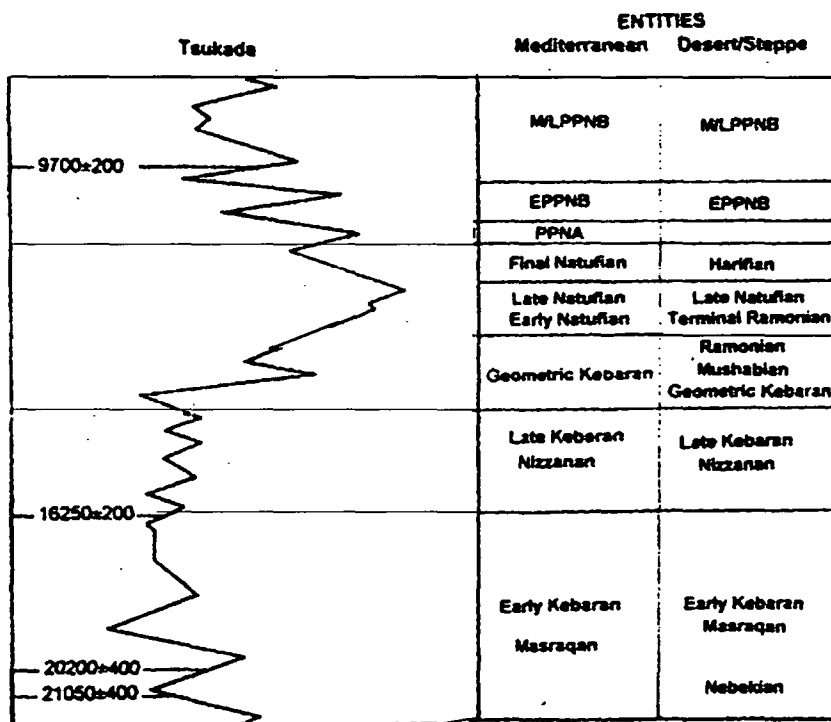 ENTITIES
Tsukada
Mediterranean Desert/Steppe
M/LPPNB M/LPPNB
9700±200
EPPNB EPPNB
PPNA
Final Natufian Harifian
Late Natufian Late Natufian
Early Natufian Terminal Ramonian
Ramonian
Mushabian
Geometric Kebaran Geometric Kebaran
Late Kebaran Late Kebaran
Nizzanan Nizzanan
16250±200
Early Kebaran Early Kebaran
Masraqan Masraqan
20200±400
21050±400 Nebekian